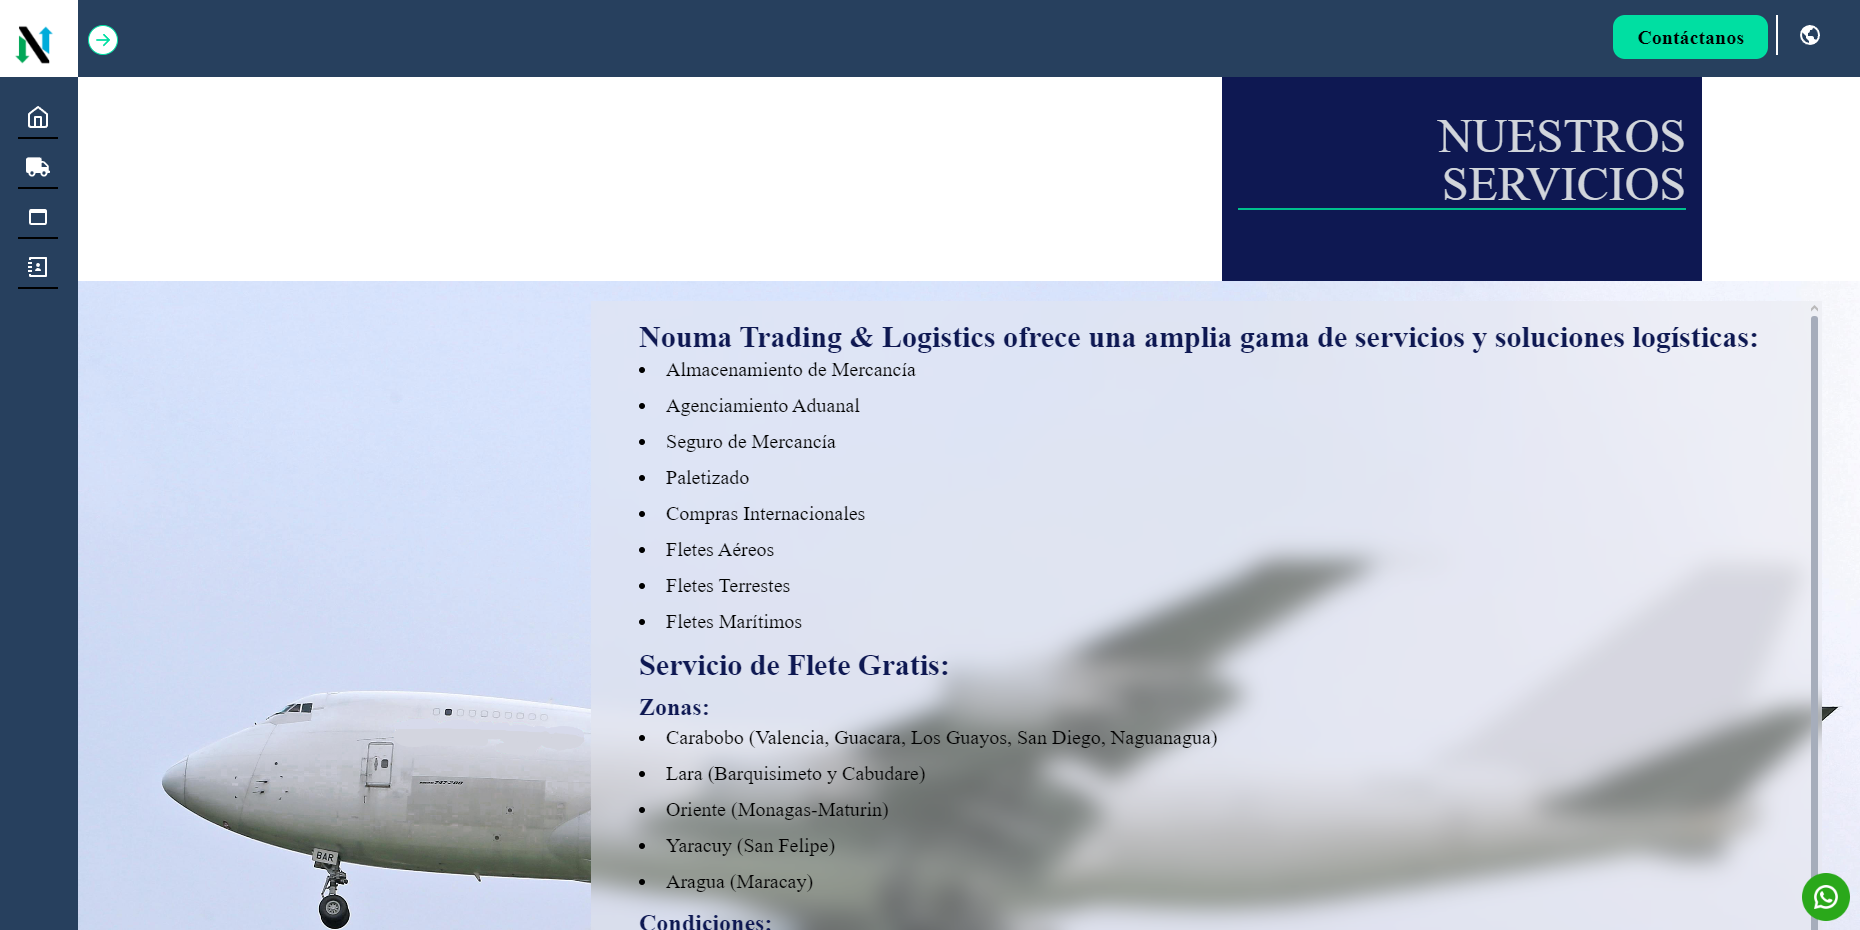 Contáctanos
NUESTROS
SERVICIOS
Nouma Trading & Logistics ofrece una amplia gama de servicios y soluciones logísticas:
Almacenamiento de Mercancía
Agenciamiento Aduanal
Seguro de Mercancía
Paletizado
Compras Internacionales
Fletes Aéreos
Fletes Terrestes
Fletes Marítimos
Servicio de Flete Gratis:
Zonas:
Carabobo (Valencia, Guacara, Los Guayos, San Diego, Naguanagua)
Lara (Barquisimeto y Cabudare)
Oriente (Monagas-Maturin)
Yaracuy (San Felipe)
BAR
Aragua (Maracay)
Condiciones: